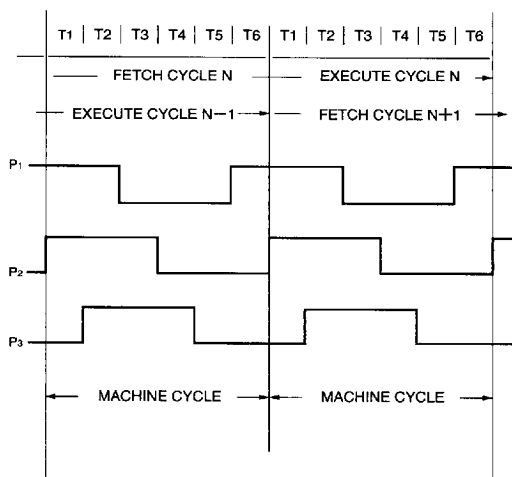 T1 | T2 | T3 | T4 | T5 | T6 | T1 | T2 | T3 | T4 | T5 | T6 |
FETCH CYCLE N EXECUTE CYCLE N
EXECUTE CYCLE N−1 FETCH CYCLE N+1
P1
P2
P3
MACHINE CYCLE MACHINE CYCLE